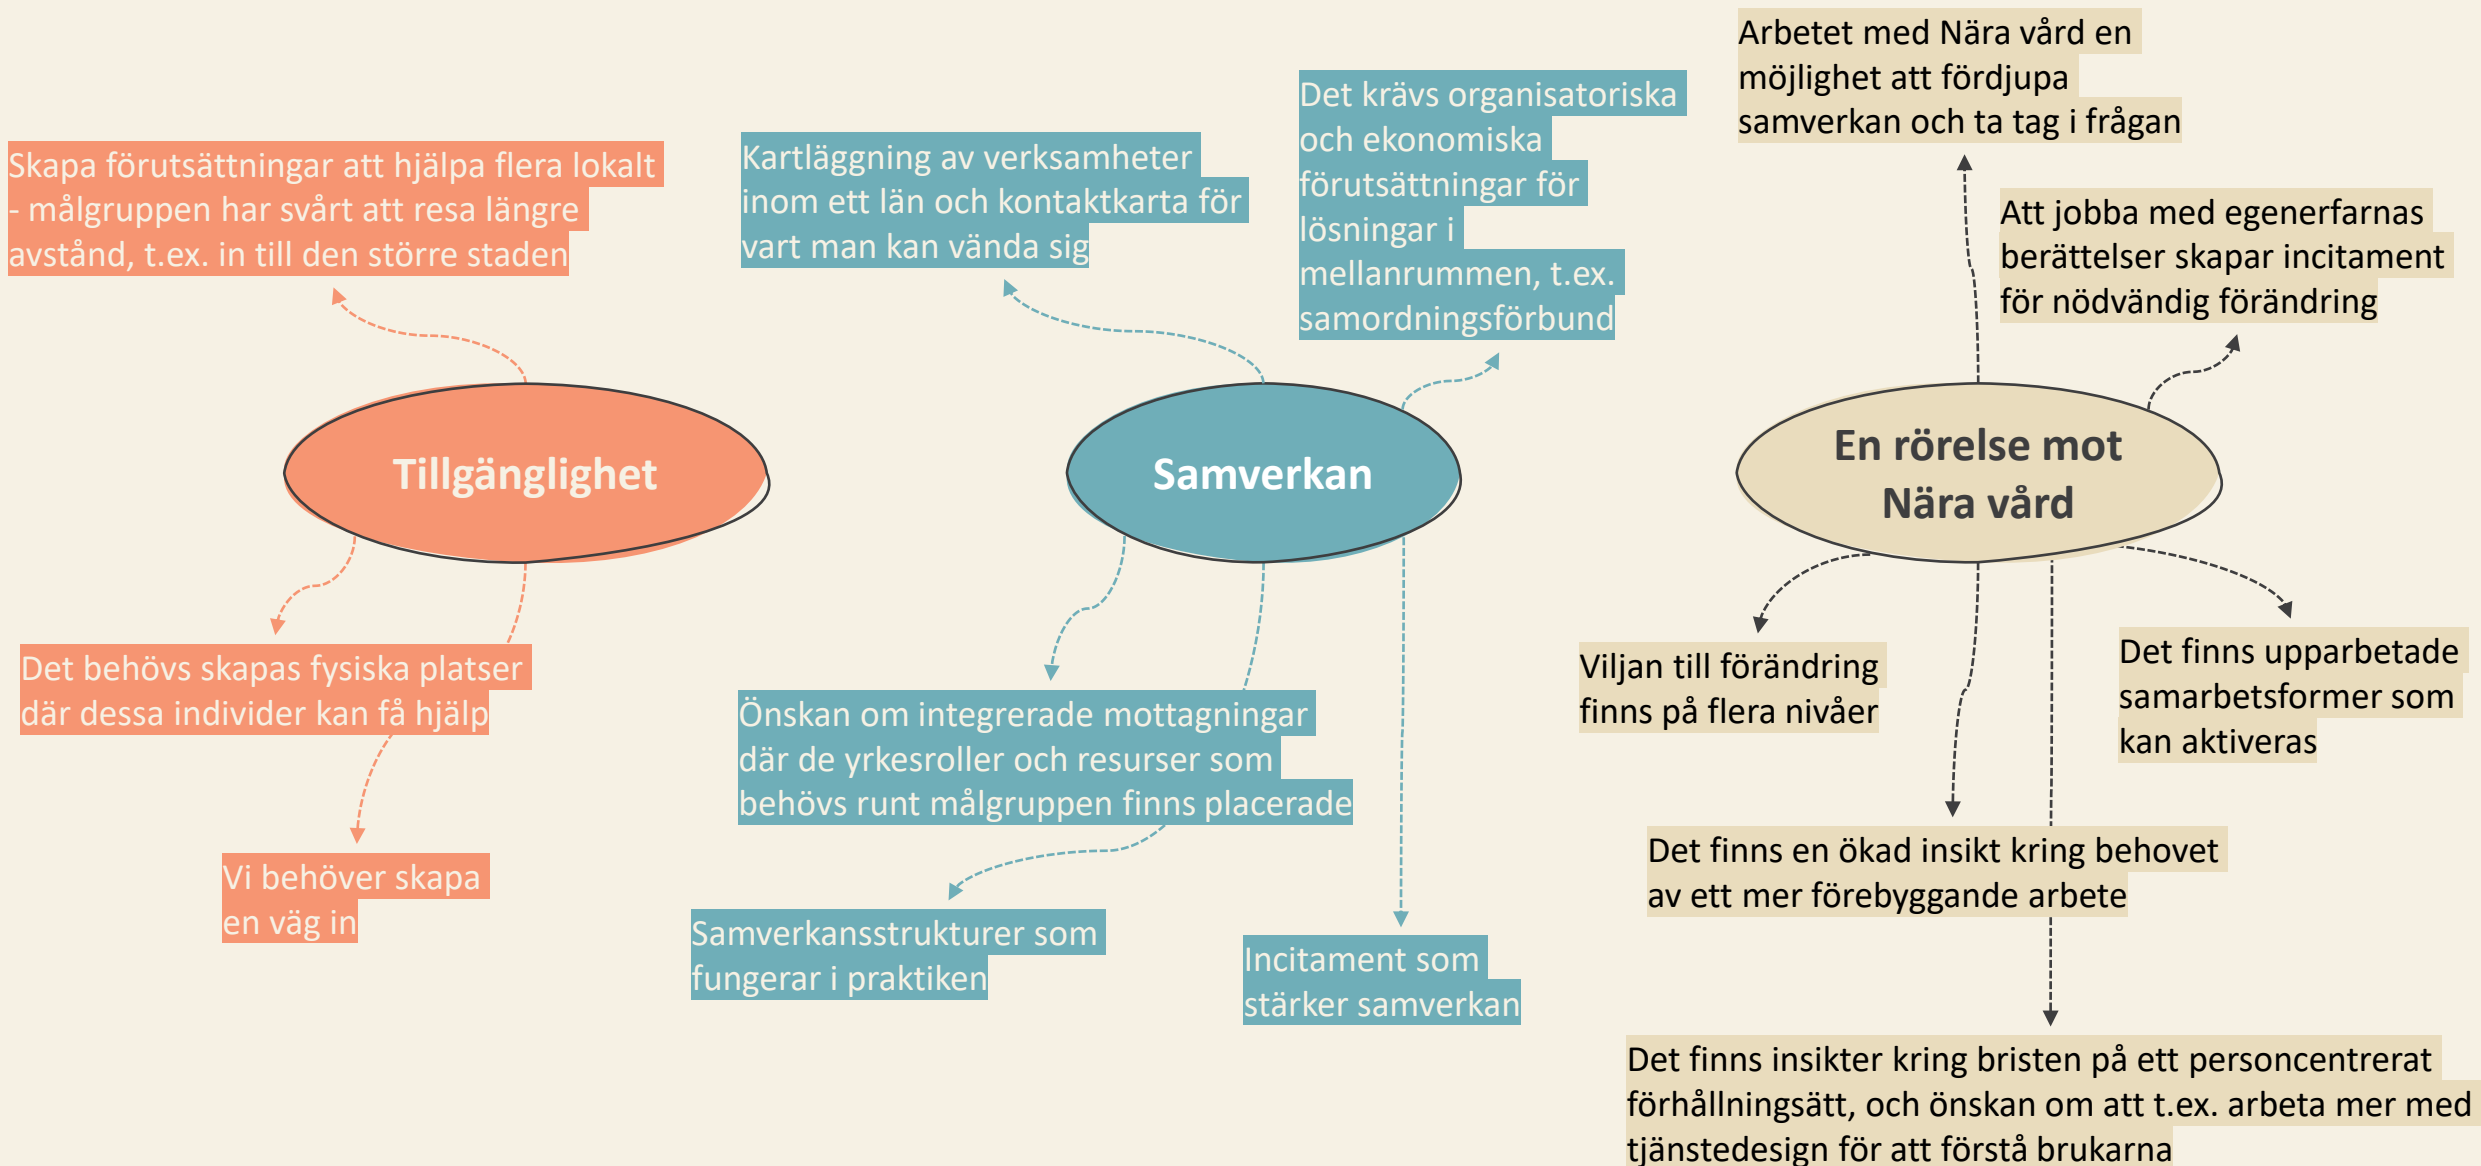 Skapa förutsättningar att hjälpa flera lokalt
- målgruppen har svårt att resa längre
avstånd, t.ex. in till den större staden
Tillgänglighet
Det behövs skapas fysiska platser
där dessa individer kan få hjälp
Vi behöver skapa
en väg in
Kartläggning av verksamheter
inom ett län och kontaktkarta för
vart man kan vända sig
Det krävs organisatoriska
och ekonomiska
förutsättningar för
lösningar i
mellanrummen, t.ex.
samordningsförbund
Samverkan
Önskan om integrerade mottagningar
där de yrkesroller och resurser som
behövs runt målgruppen finns placerade
Samverkansstrukturer som
fungerar i praktiken
Incitament som
stärker samverkan
Arbetet med Nära vård en
möjlighet att fördjupa
samverkan och ta tag i frågan
Att jobba med egenerfarnas
berättelser skapar incitament
för nödvändig förändring
En rörelse mot
Nära vård
Viljan till förändring
finns på flera nivåer
Det finns upparbetade
samarbetsformer som
kan aktiveras
Det finns en ökad insikt kring behovet
av ett mer förebyggande arbete
Det finns insikter kring bristen på ett personcentrerat
förhållningsätt, och önskan om att t.ex. arbeta mer med
tjänstedesign för att förstå brukarna